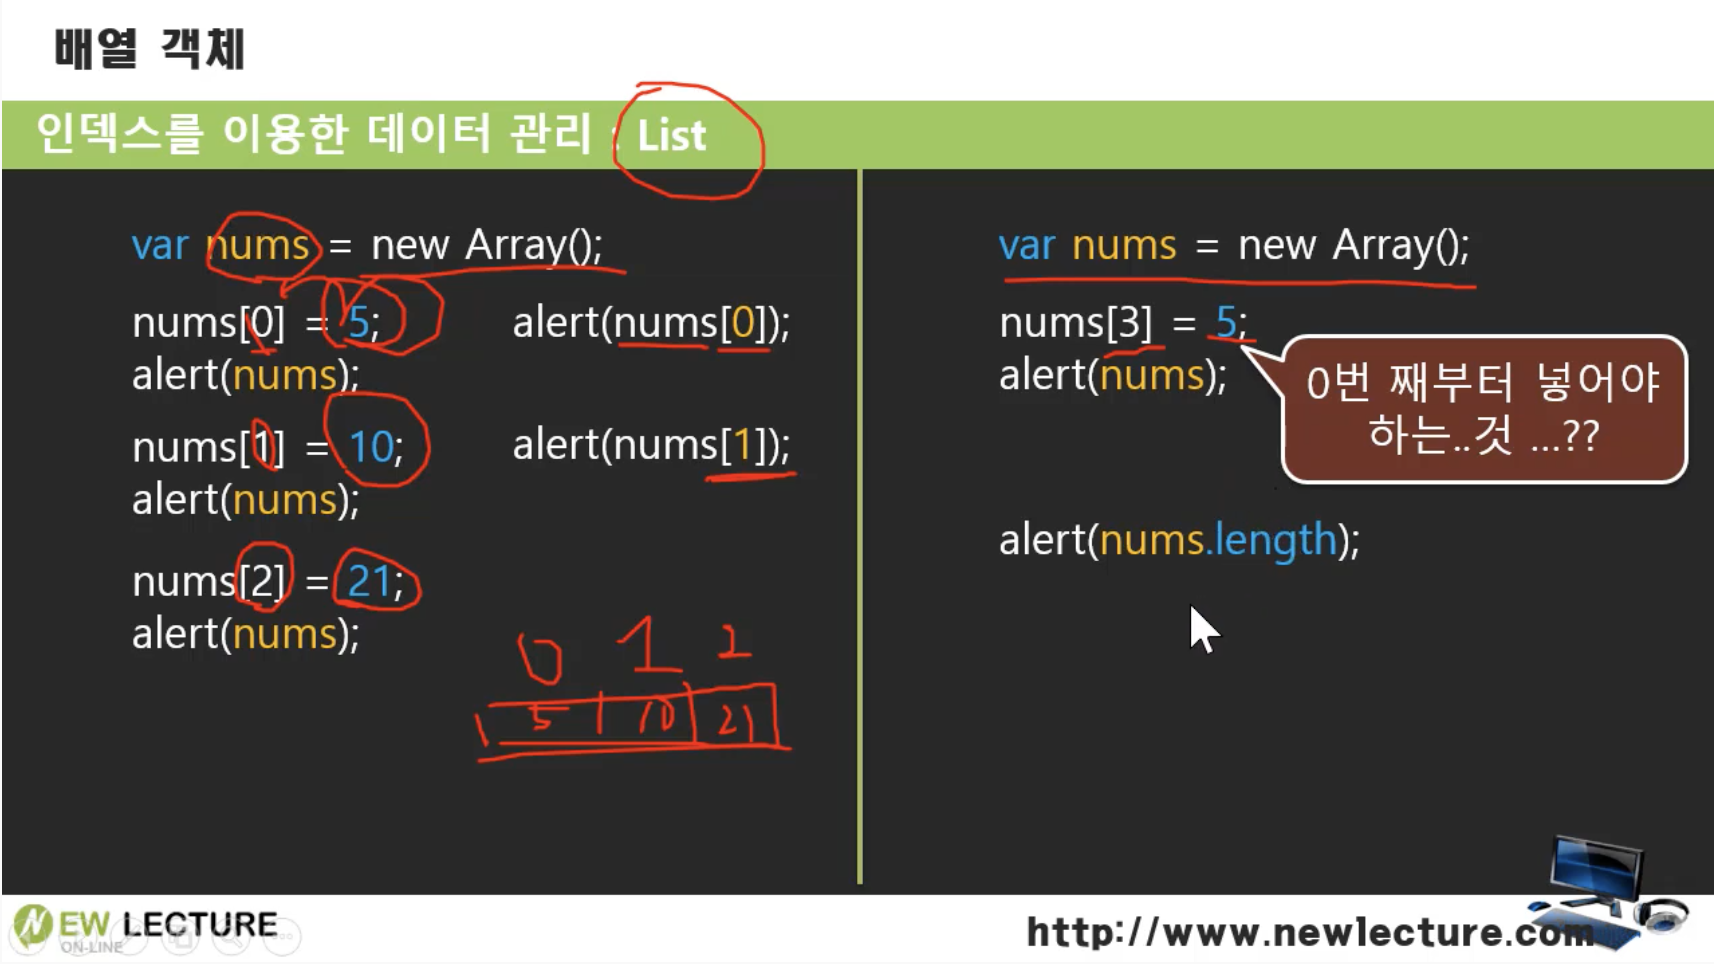 배열 객체
인덱스를 이용한 데이터 관리 : List
var nums = new Array();
nums[0] = 5;
alert(nums);
nums[1] = 10;
alert(nums);
nums[2] = 21;
alert(nums);
alert(nums[0]);
alert(nums[1]);
0 1 2
5 10 21
var nums = new Array();
nums[3] = 5;
alert(nums);
0번 째부터 넣어야
하는..것 ...??
alert(nums.length);
NEW LECTURE
ON-LINE
http://www.newlecture.com